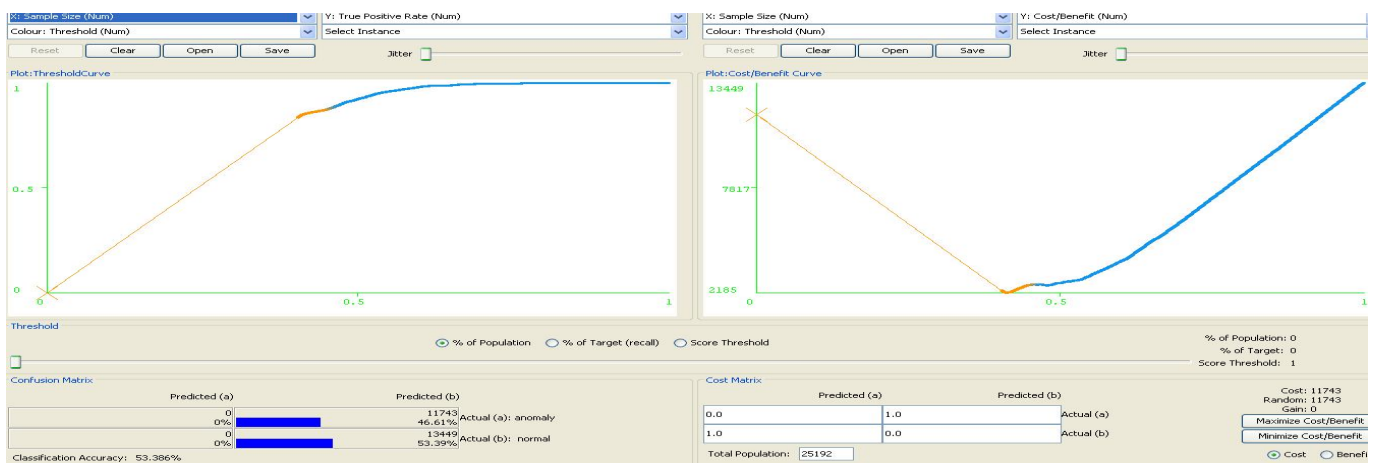 X: Sample Size (Num) Y: True Positive Rate (Num) X: Sample Size (Num) Y: Cost/Benefit (Num)
Colour: Threshold (Num) Select Instance Colour: Threshold (Num) Select Instance
Reset Clear Open Save Jitter Reset Clear Open Save Jitter
Plot:ThresholdCurve Plot:Cost/Benefit Curve
1 13449
0.5 7817
0 2185
0 0.5 1 0 0.5 1
Threshold
% of Population % of Target (recall) Score Threshold
% of Population: 0
% of Target: 0
Score Threshold: 1
Confusion Matrix
Predicted (a) Predicted (b)
0 11743
0% 46.61% Actual (a): anomaly
0 13449
0% 53.39% Actual (b): normal
Classification Accuracy: 53.386%
Cost Matrix
Predicted (a) Predicted (b)
0.0 1.0 Actual (a)
1.0 0.0 Actual (b)
Total Population: 25192
Cost: 11743
Random: 11743
Gain: 0
Maximize Cost/Benefit
Minimize Cost/Benefit
Cost Benefi